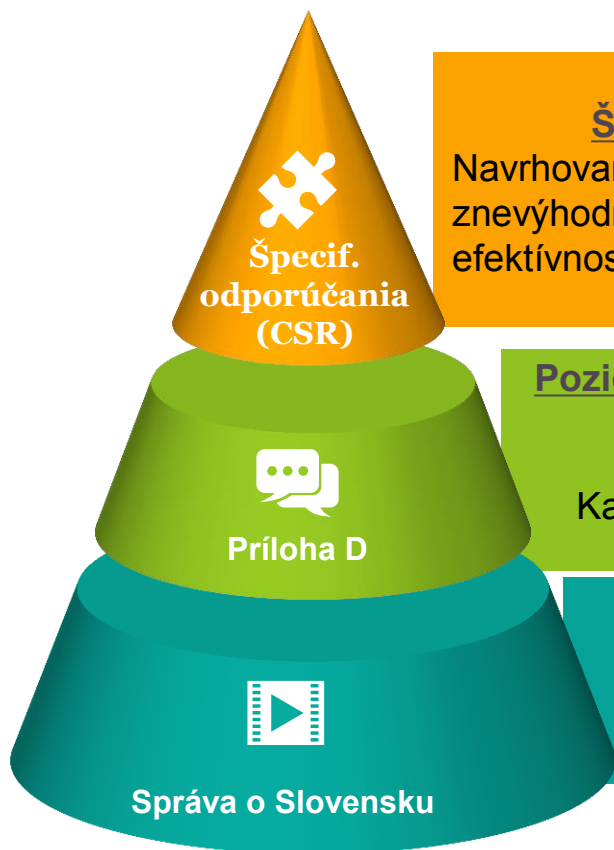 Špecif.
odporúčania
(CSR)
Príloha D
Správa o Slovensku
Š
Navrhovan
znevýhodn
efektívnos
Pozi
Ka